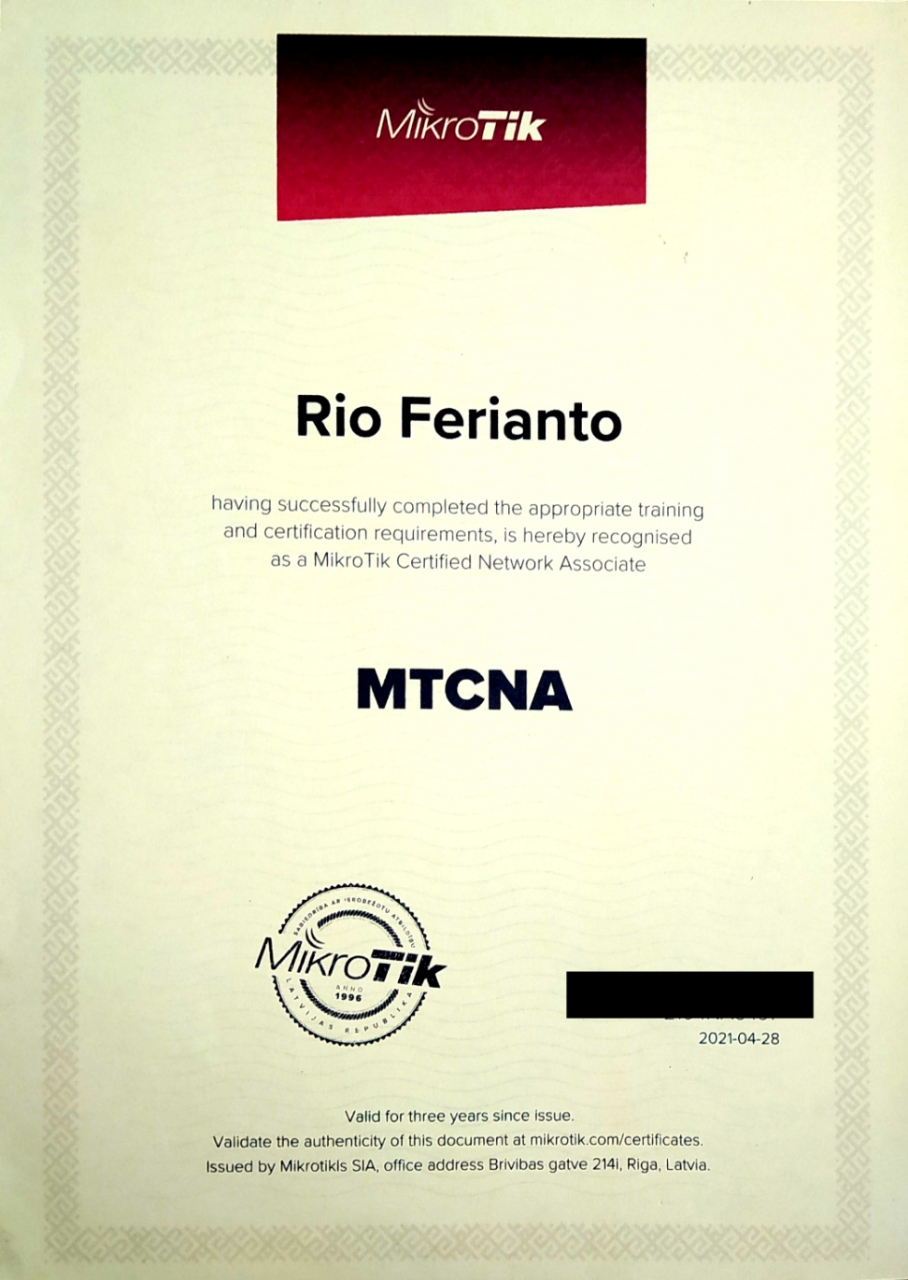 MikroTik
Rio Ferianto
having successfully completed the appropriate training
and certification requirements, is hereby recognised
as a MikroTik Certified Network Associate
MTCNA
SABIEDRĪBA AR IEROBEŽOTU ATBILDĪBU
MikroTik
ANNO
1996
LATVIJAS REPUBLIKA
2021-04-28
Valid for three years since issue.
Validate the authenticity of this document at mikrotik.com/certificates.
Issued by Mikrotikls SIA, office address Brivibas gatve 214i, Riga, Latvia.